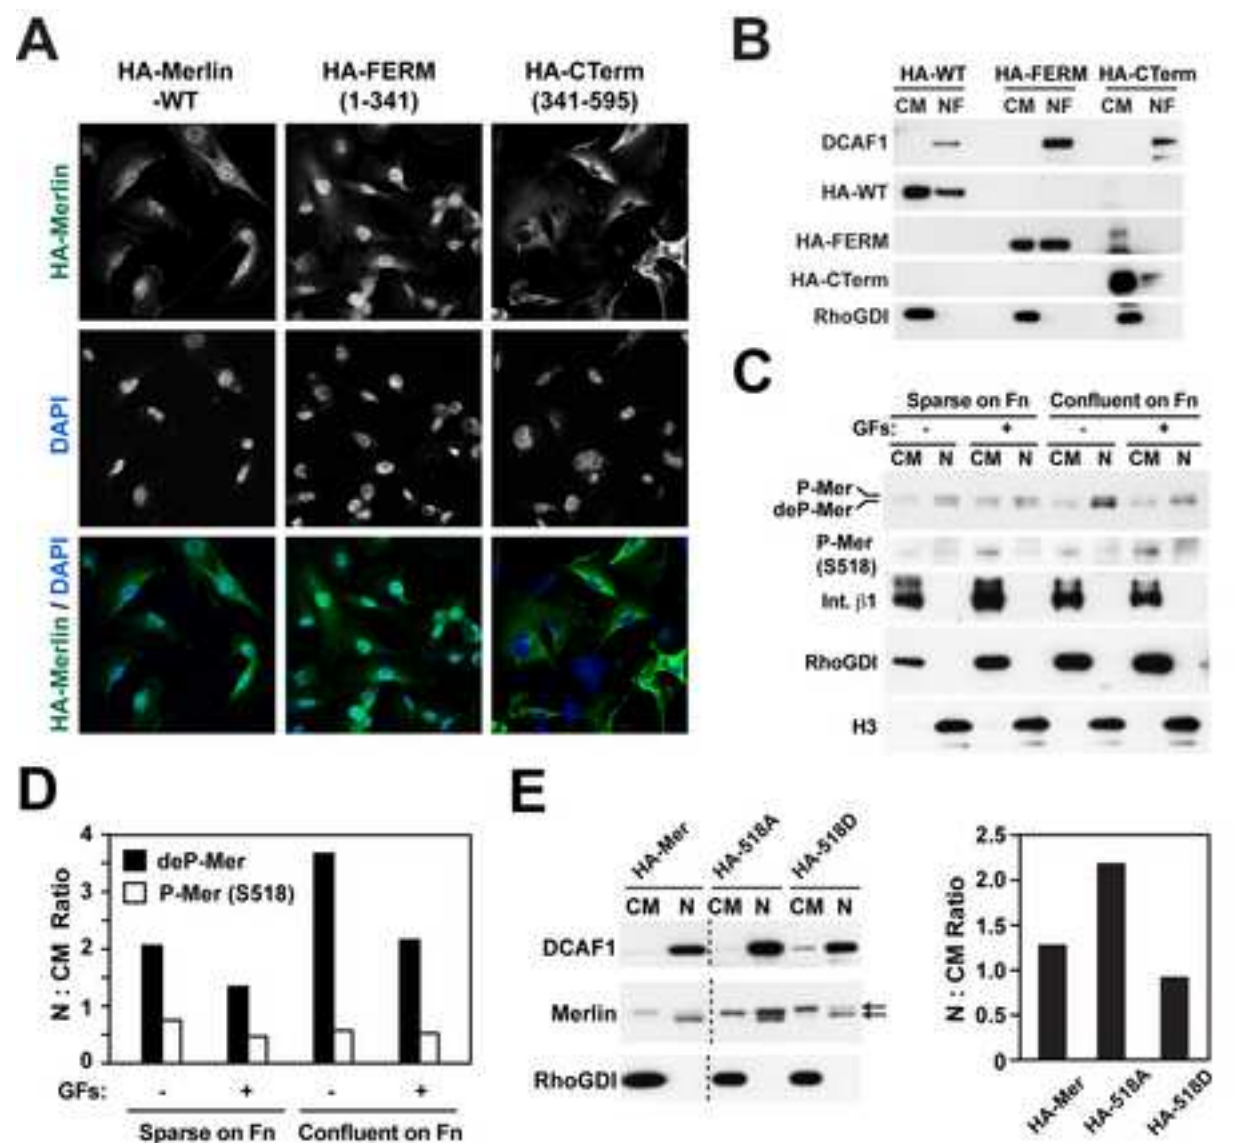 A
HA-Merlin
-WT
HA-FERM
(1-341)
HA-CTerm
(341-595)
HA-Merlin
DAPI
HA-Merlin / DAPI
B
HA-WT HA-FERM HA-CTerm
CM NF CM NF CM NF
DCAF1
HA-WT
HA-FERM
HA-CTerm
RhoGDI
C
Sparse on Fn Confluent on Fn
GFs: - + - +
CM N CM N CM N CM N
P-Mer
deP-Mer
P-Mer
(S518)
Int. β1
RhoGDI
H3
D
N : CM Ratio
4
3
2
1
0
deP-Mer
P-Mer (S518)
GFs: - + - +
Sparse on Fn Confluent on Fn
E
HA-Mer HA-518A HA-518D
CM N CM N CM N
DCAF1
Merlin
RhoGDI
N : CM Ratio
2.5
2.0
1.5
1.0
0.5
0
HA-Mer HA-518A HA-518D